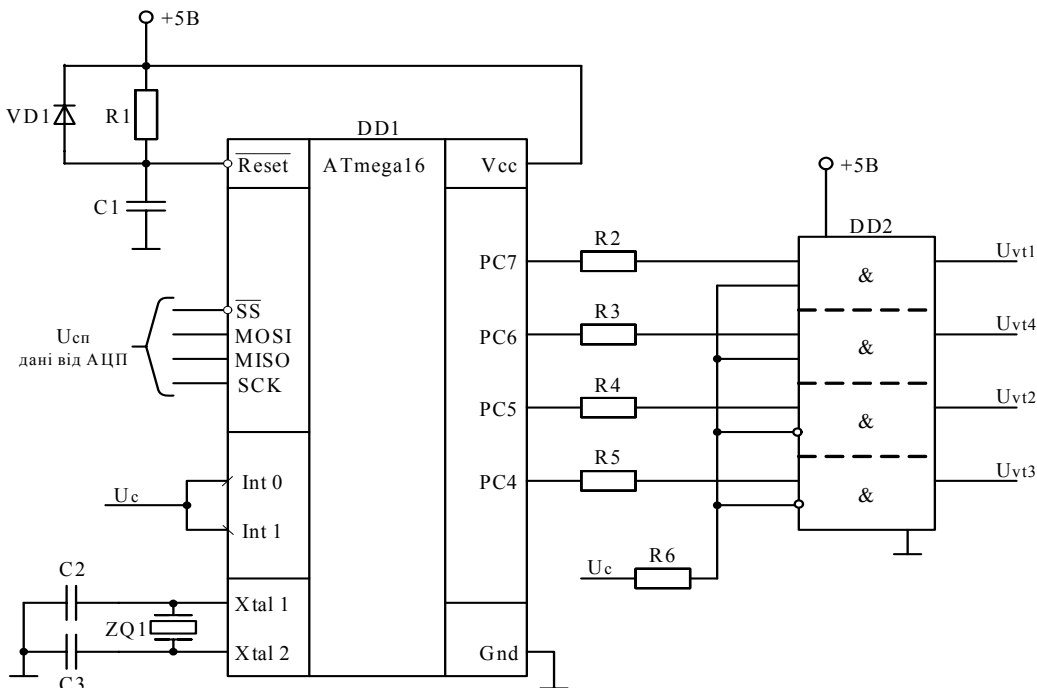 +5В
VD1
R1
C1
DD1
Reset
ATmega16
Vcc
+5В
DD2
PC7
R2
&
Uvt1
Uсп
дані від АЦП
SS
MOSI
MISO
SCK
PC6
R3
&
Uvt4
PC5
R4
&
Uvt2
PC4
R5
&
Uvt3
Uc
Int 0
Int 1
Uc
R6
C2
ZQ1
C3
Xtal 1
Xtal 2
Gnd